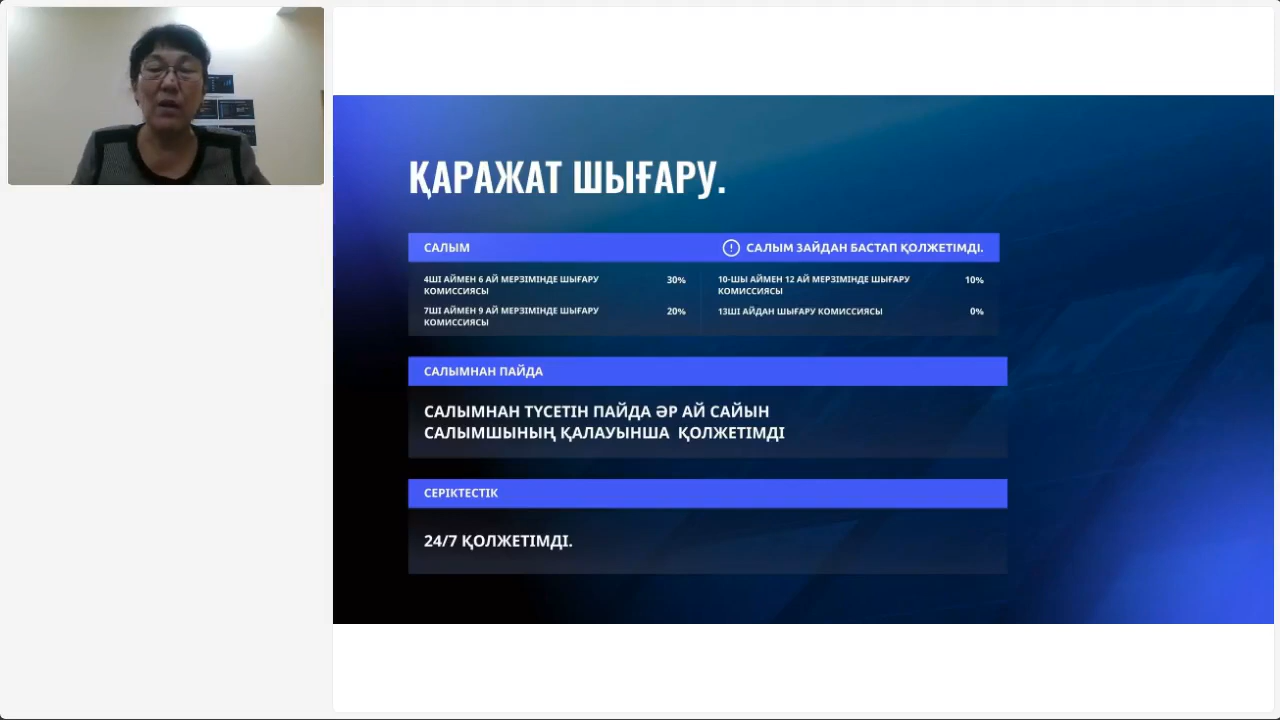 ҚАРАЖАТ ШЫҒАРУ.
САЛЫМ
САЛЫМ 3АЙДАН БАСТАП ҚОЛЖЕТІМДІ.
4ШІ АЙМЕН 6 АЙ МЕРЗІМІНДЕ ШЫҒАРУ
КОМИССИЯСЫ
30%
7ШІ АЙМЕН 9 АЙ МЕРЗІМІНДЕ ШЫҒАРУ
КОМИССИЯСЫ
20%
10-ШЫ АЙМЕН 12 АЙ МЕРЗІМІНДЕ ШЫҒАРУ
КОМИССИЯСЫ
10%
13ШІ АЙДАН ШЫҒАРУ КОМИССИЯСЫ
0%
САЛЫМНАН ПАЙДА
САЛЫМНАН ТҮСЕТІН ПАЙДА ӘР АЙ САЙЫН
САЛЫМШЫНЫҢ ҚАЛАУЫНША ҚОЛЖЕТІМДІ
СЕРІКТЕСТІК
24/7 ҚОЛЖЕТІМДІ.